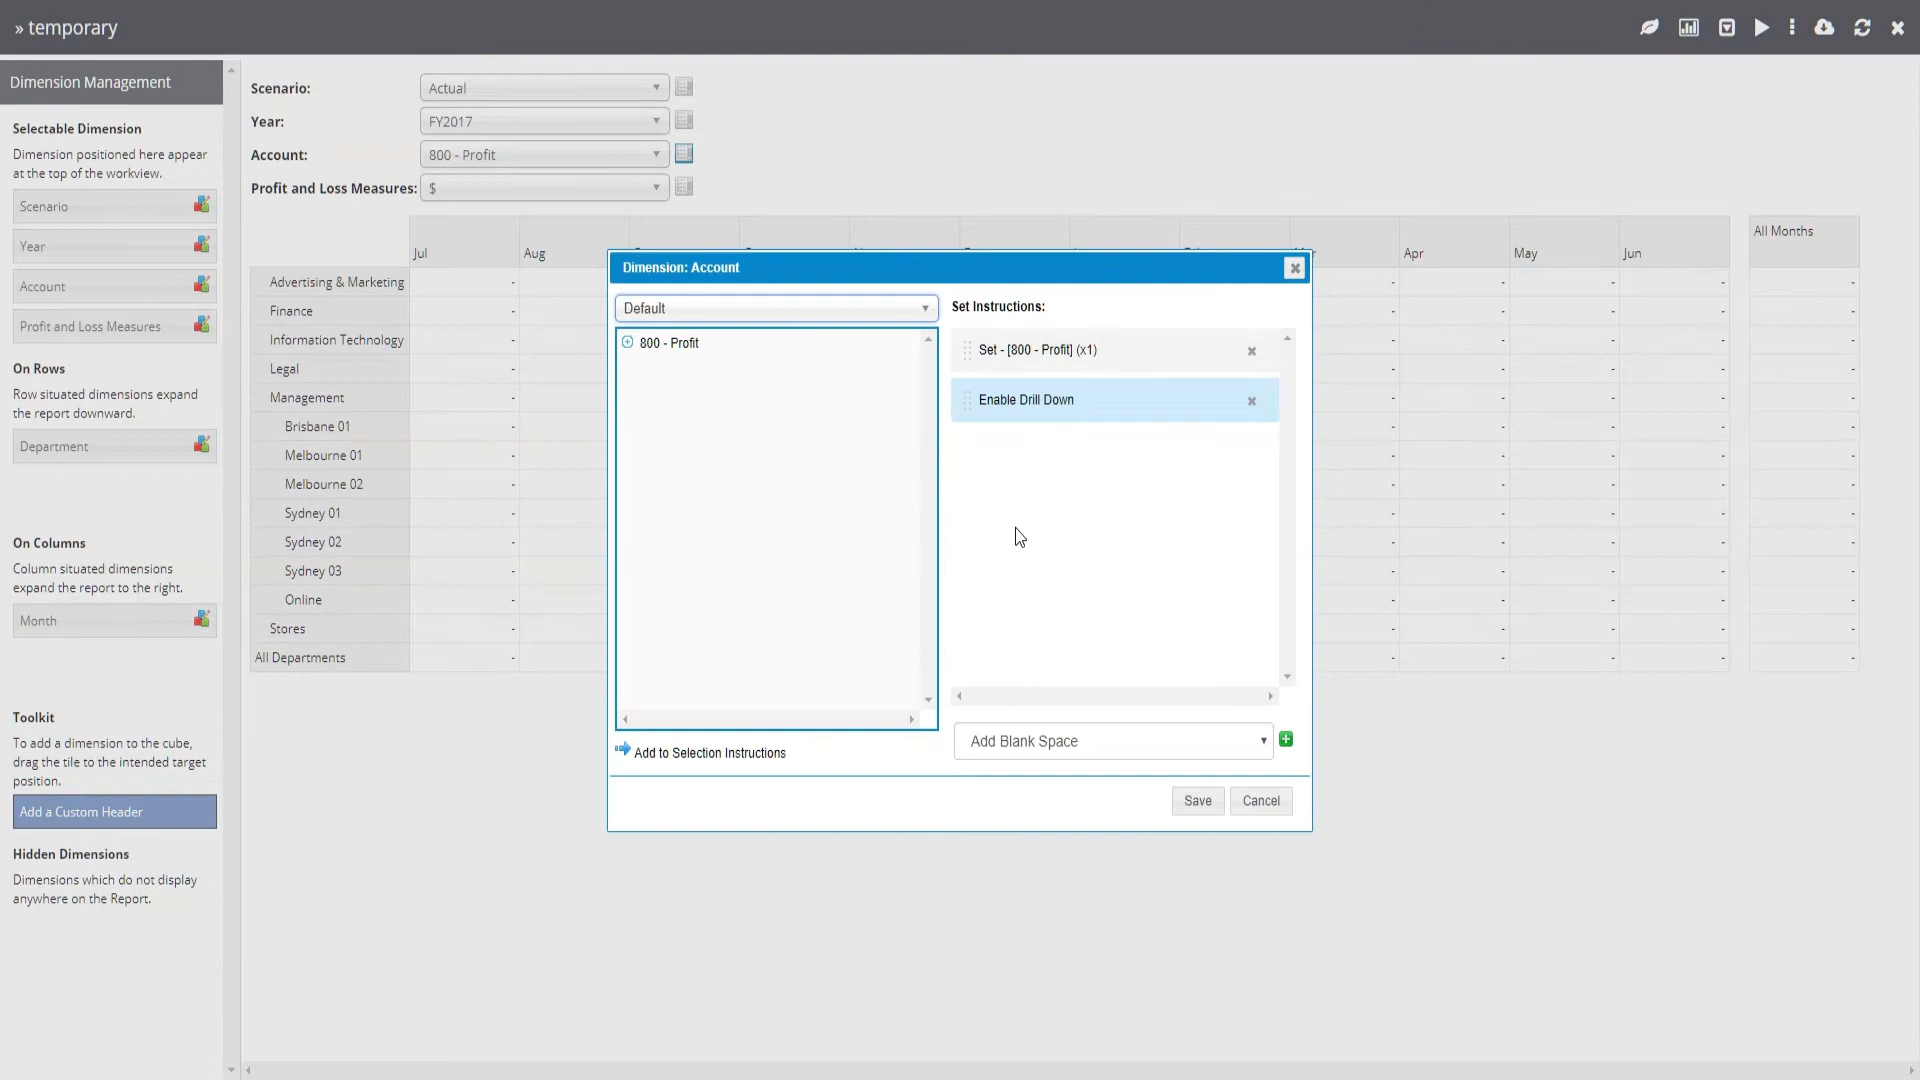 » temporary
Dimension Management
Selectable Dimension
Dimension positioned here appear
at the top of the workview.
Scenario
Year
Account
Profit and Loss Measures
On Rows
Row situated dimensions expand
the report downward.
Department
On Columns
Column situated dimensions
expand the report to the right.
Month
Toolkit
To add a dimension to the cube,
drag the tile to the intended target
position.
Add a Custom Header
Hidden Dimensions
Dimensions which do not display
anywhere on the Report.
Scenario: Actual
Year: FY2017
Account: 800 - Profit
Profit and Loss Measures: $
Jul Aug Apr May Jun All Months
Advertising & Marketing
Finance
Information Technology
Legal
Management
Brisbane 01
Melbourne 01
Melbourne 02
Sydney 01
Sydney 02
Sydney 03
Online
Stores
All Departments
Dimension: Account
Default
800 - Profit
Add to Selection Instructions
Set Instructions:
Set - [800 - Profit] (x1)
Enable Drill Down
Add Blank Space
Save Cancel